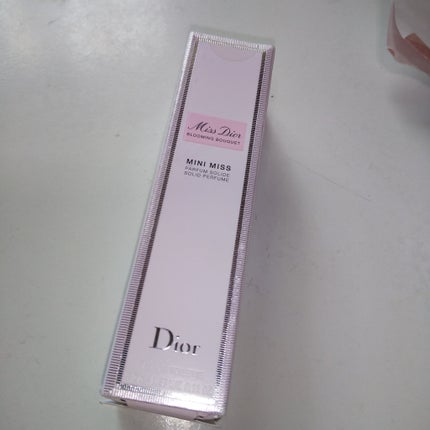 Miss Dior
BLOOMING BOUQUET
MINI MISS
PARFUM SOLIDE
SOLID PERFUME
Dior